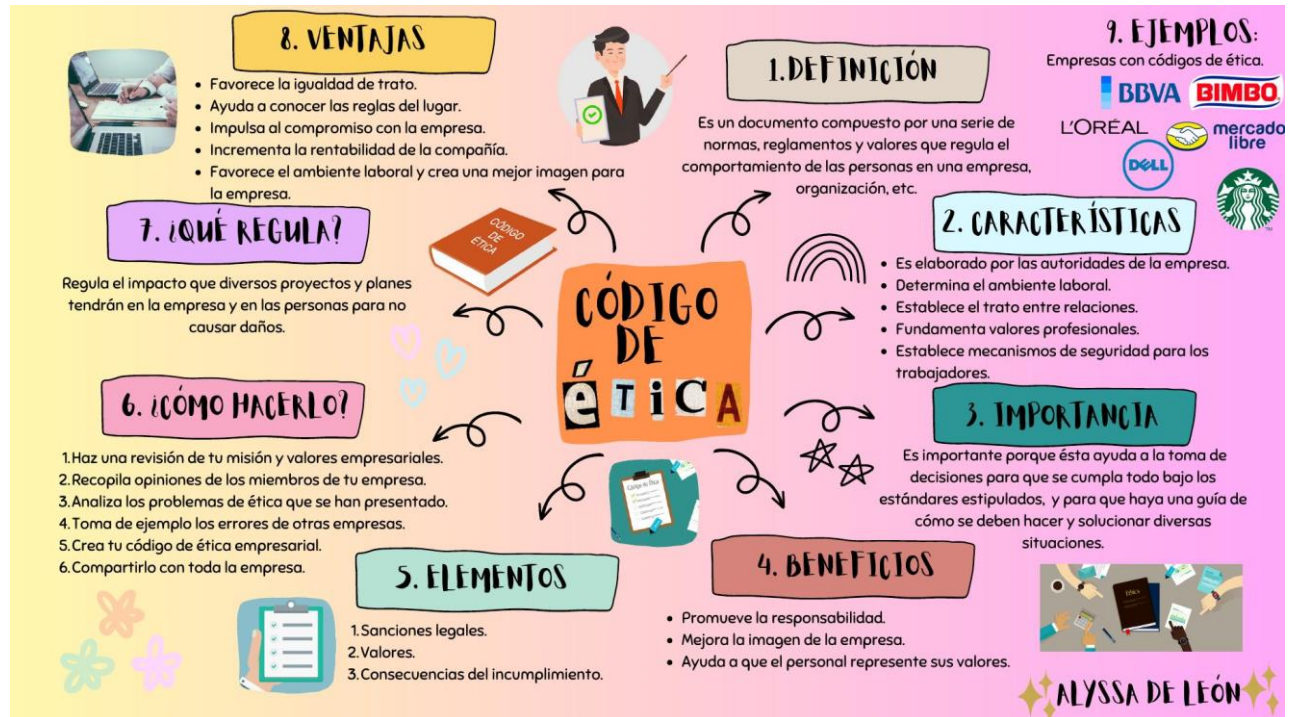 CÓDIGO
DE
éTiCA
1.DEFINICIÓN
Es un documento compuesto por una serie de
normas, reglamentos y valores que regula el
comportamiento de las personas en una empresa,
organización, etc.
2. CARACTERÍSTICAS
• Es elaborado por las autoridades de la empresa.
• Determina el ambiente laboral.
• Establece el trato entre relaciones.
• Fundamenta valores profesionales.
• Establece mecanismos de seguridad para los
trabajadores.
3. IMPORTANCIA
Es importante porque ésta ayuda a la toma de
decisiones para que se cumpla todo bajo los
estándares estipulados, y para que haya una guía de
cómo se deben hacer y solucionar diversas
situaciones.
4. BENEFICIOS
• Promueve la responsabilidad.
• Mejora la imagen de la empresa.
• Ayuda a que el personal represente sus valores.
5. ELEMENTOS
1.Sanciones legales.
2.Valores.
3.Consecuencias del incumplimiento.
6. ¿CÓMO HACERLO?
1.Haz una revisión de tu misión y valores empresariales.
2.Recopila opiniones de los miembros de tu empresa.
3.Analiza los problemas de ética que se han presentado.
4.Toma de ejemplo los errores de otras empresas.
5.Crea tu código de ética empresarial.
6.Compartirlo con toda la empresa.
7. ¿QUÉ REGULA?
Regula el impacto que diversos proyectos y planes
tendrán en la empresa y en las personas para no
causar daños.
8. VENTAJAS
• Favorece la igualdad de trato.
• Ayuda a conocer las reglas del lugar.
• Impulsa al compromiso con la empresa.
• Incrementa la rentabilidad de la compañía.
• Favorece el ambiente laboral y crea una mejor imagen para
la empresa.
9. EJEMPLOS:
Empresas con códigos de ética.
BBVA
BIMBO
L'ORÉAL
mercado
libre
DELL
CÓDIGO
DE
ÉTICA
Código de Ética
Ethics
ALYSSA DE LEÓN